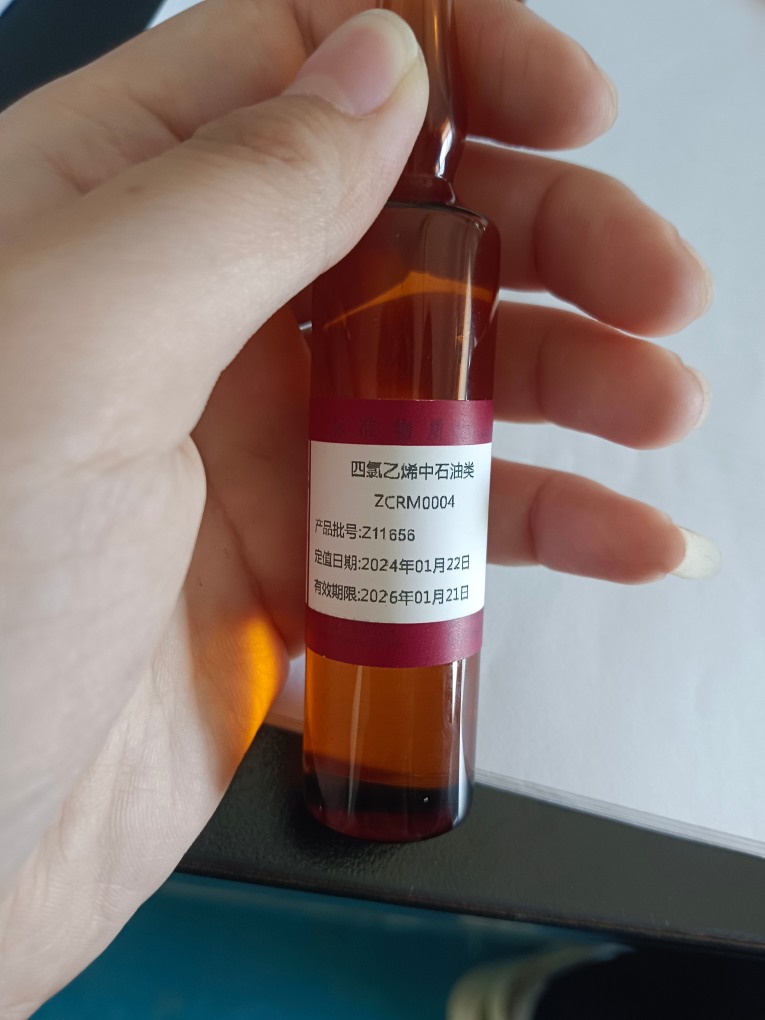 四氯乙烯中石油类
ZCRM0004
产品批号:Z11656
定值日期:2024年01月22日
有效期限:2026年01月21日